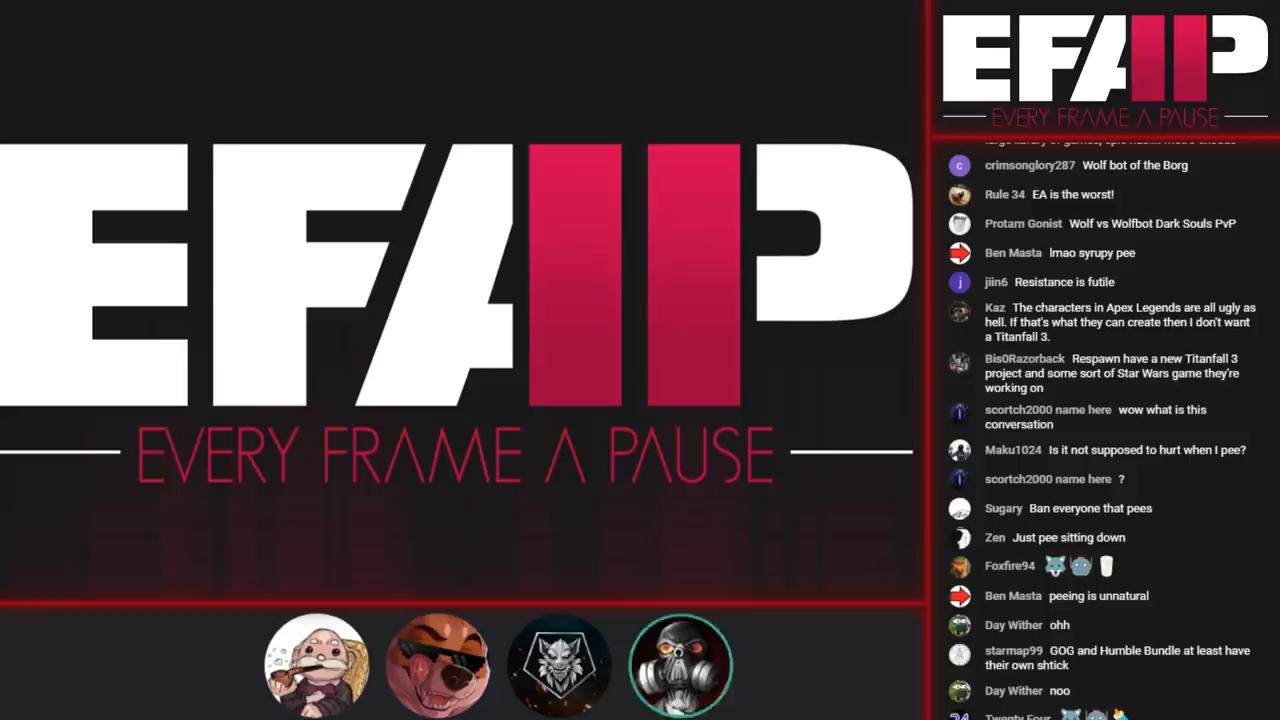 EFAP
EVERY FRAME A PAUSE
EFAP
EVERY FRAME A PAUSE
crimsonglory287 Wolf bot of the Borg
Rule 34 EA is the worst!
Protarn Gonist Wolf vs Wolfbot Dark Souls PvP
Ben Masta lmao syrupy pee
j jiin6 Resistance is futile
Kaz The characters in Apex Legends are all ugly as
hell. If that's what they can create then I don't want
a Titanfall 3.
Bis0Razorback Respawn have a new Titanfall 3
project and some sort of Star Wars game they're
working on
scortch2000 name here wow what is this
conversation
Maku1024 Is it not supposed to hurt when I pee?
scortch2000 name here ?
Sugary Ban everyone that pees
Zen Just pee sitting down
Foxfire94
Ben Masta peeing is unnatural
Day Wither ohh
starmap99 GOG and Humble Bundle at least have
their own shtick
Day Wither noo
Twenty Four